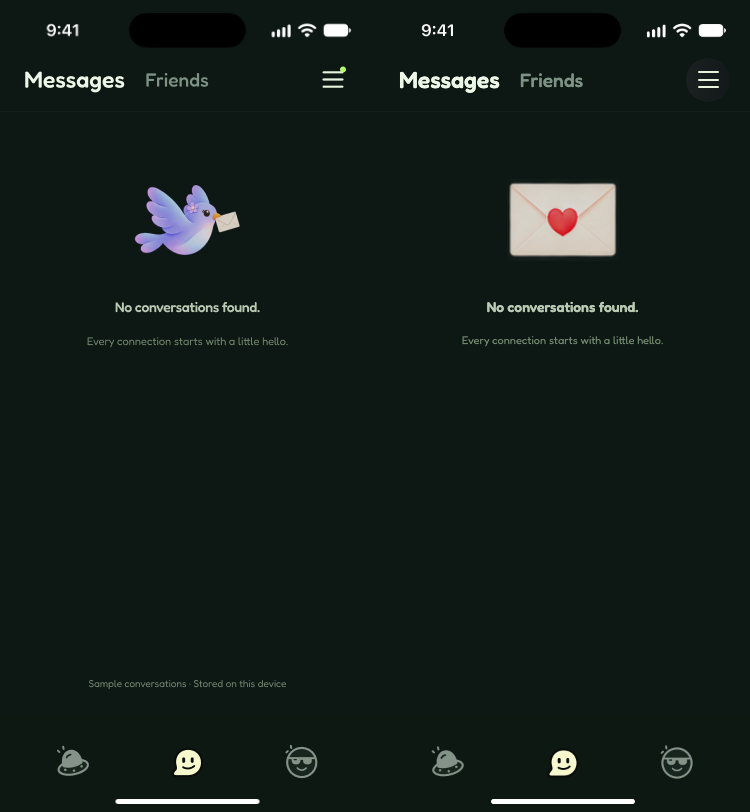 9:41
Messages Friends
No conversations found.
Every connection starts with a little hello.
Sample conversations · Stored on this device
9:41
Messages Friends
No conversations found.
Every connection starts with a little hello.